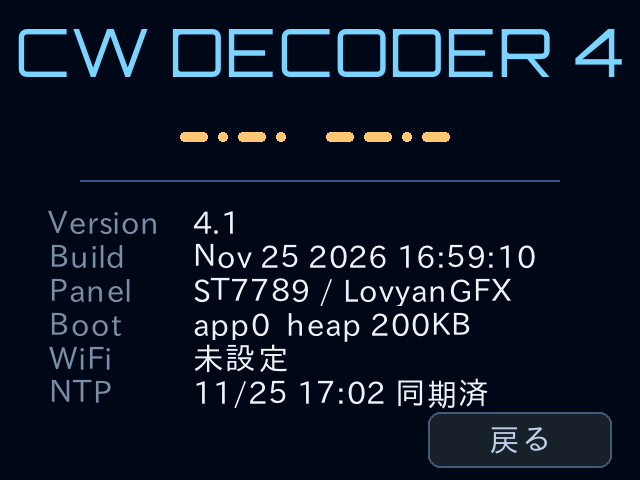 CW DECODER 4
Version 4.1
Build Nov 25 2026 16:59:10
Panel ST7789 / LovyanGFX
Boot app0 heap 200KB
WiFi 未設定
NTP 11/25 17:02 同期済
戻る